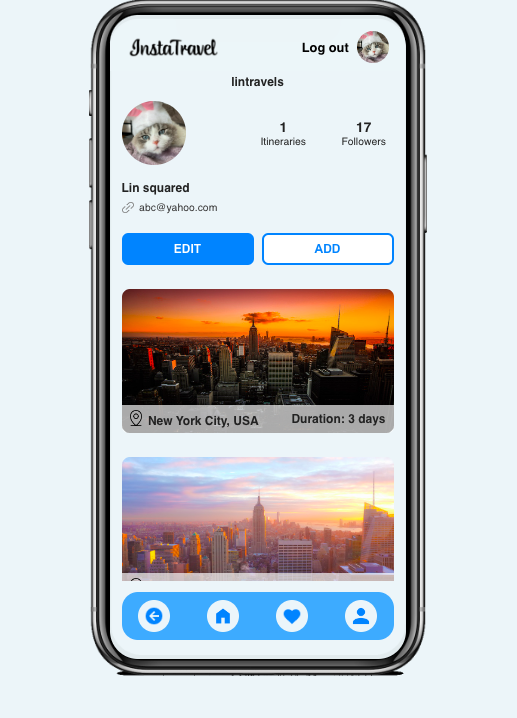 InstaTravel
Log out
lintravels
1
Itineraries
17
Followers
Lin squared
abc@yahoo.com
EDIT
ADD
New York City, USA
Duration: 3 days